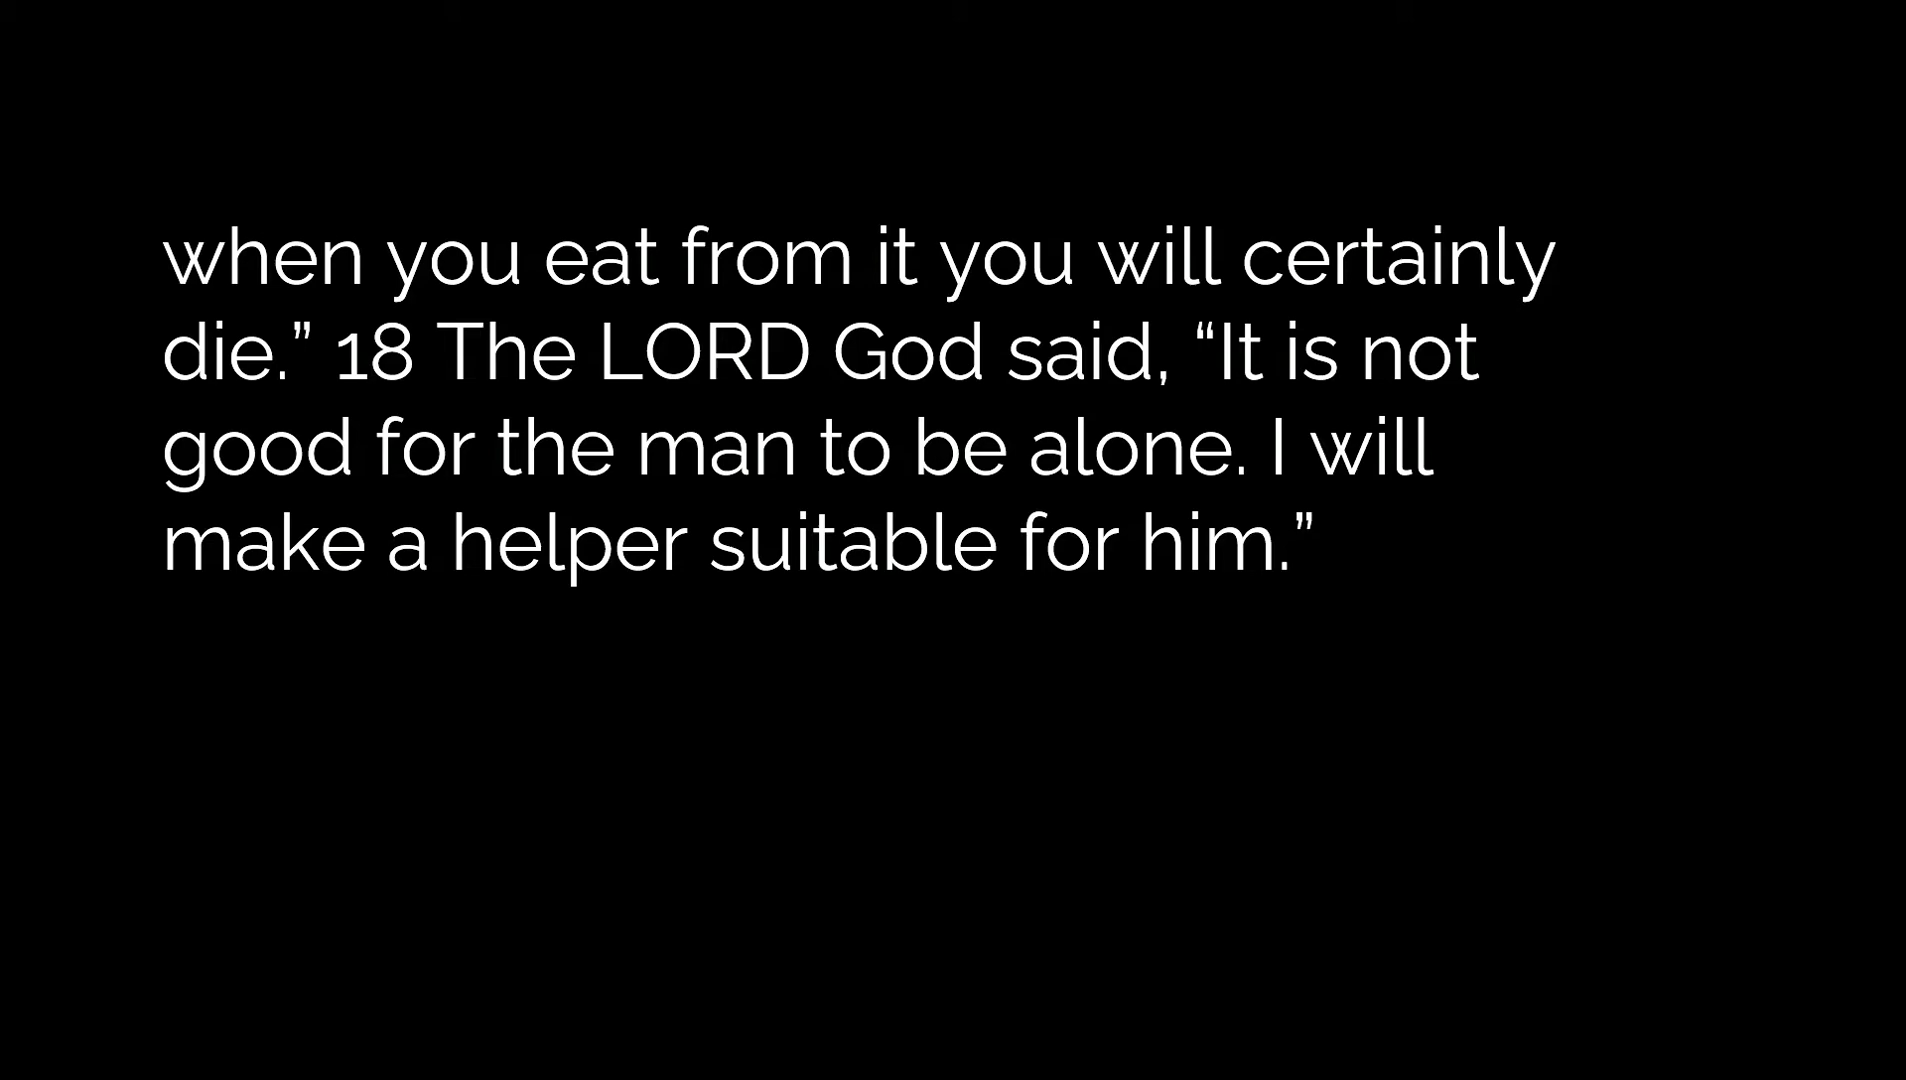 when you eat from it you will certainly
die.” 18 The LORD God said, “It is not
good for the man to be alone. I will
make a helper suitable for him.”